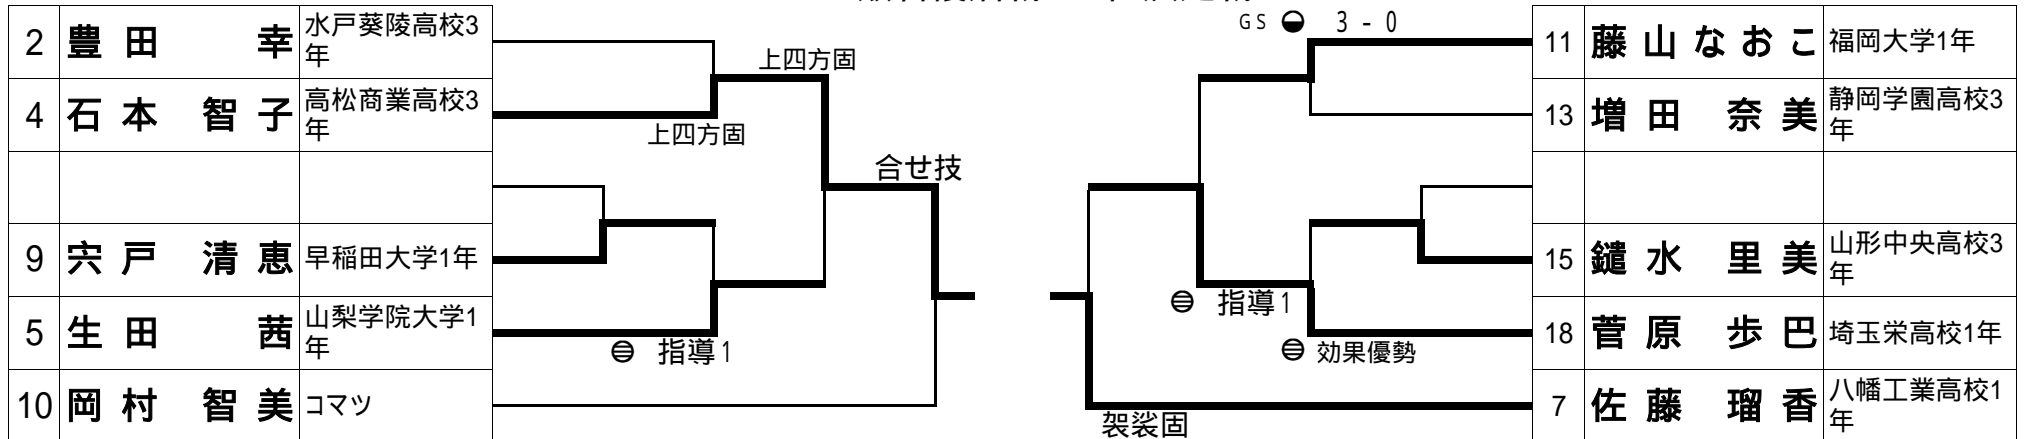 GS 3 - 0
2 豊田 幸 水戸葵陵高校3
年
4 石本 智子 高松商業高校3
年
9 宍戸 清恵 早稲田大学1年
5 生田 茜 山梨学院大学1
年
10 岡村 智美 コマツ
上四方固
上四方固
合せ技
指導1
11 藤山なおこ 福岡大学1年
13 増田 奈美 静岡学園高校3
年
15 鑓水 里美 山形中央高校3
年
18 菅原 歩巴 埼玉栄高校1年
7 佐藤 瑠香 八幡工業高校1
年
指導1
効果優勢
袈裟固